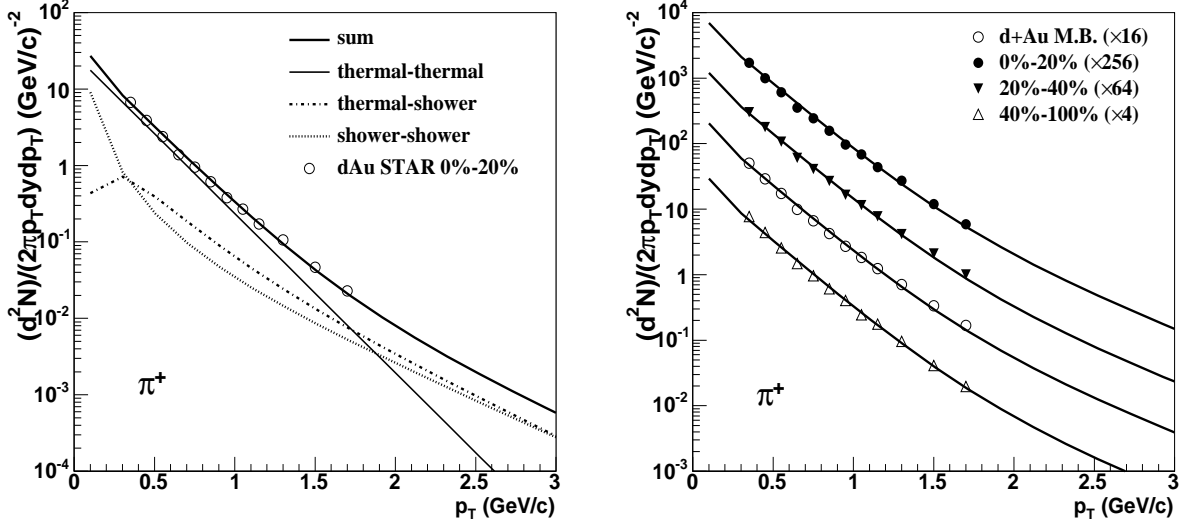 (d²N)/(2πp_T dydp_T) (GeV/c)⁻²
10²
10
1
10⁻¹
10⁻²
10⁻³
10⁻⁴
sum
thermal-thermal
thermal-shower
shower-shower
dAu STAR 0%-20%
π⁺
0 0.5 1 1.5 2 2.5 3
p_T (GeV/c)
(d²N)/(2πp_T dydp_T) (GeV/c)⁻²
10⁴
10³
10²
10
1
10⁻¹
10⁻²
10⁻³
d+Au M.B. (×16)
0%-20% (×256)
20%-40% (×64)
40%-100% (×4)
π⁺
0 0.5 1 1.5 2 2.5 3
p_T (GeV/c)